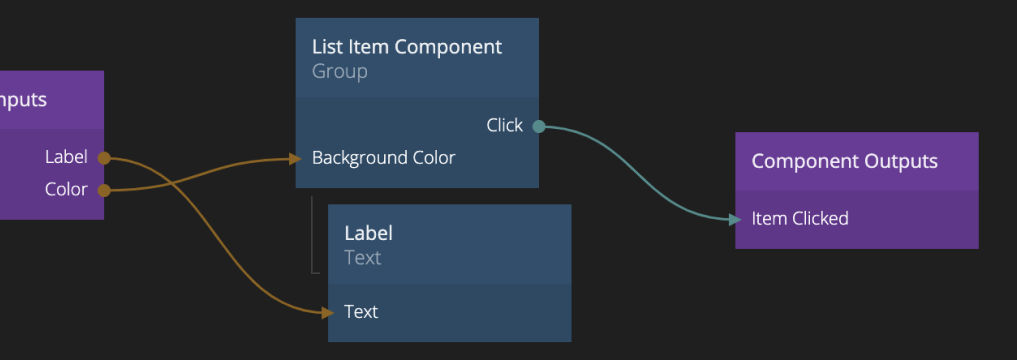 nputs
Label
Color
List Item Component
Group
Click
Background Color
Label
Text
Text
Component Outputs
Item Clicked